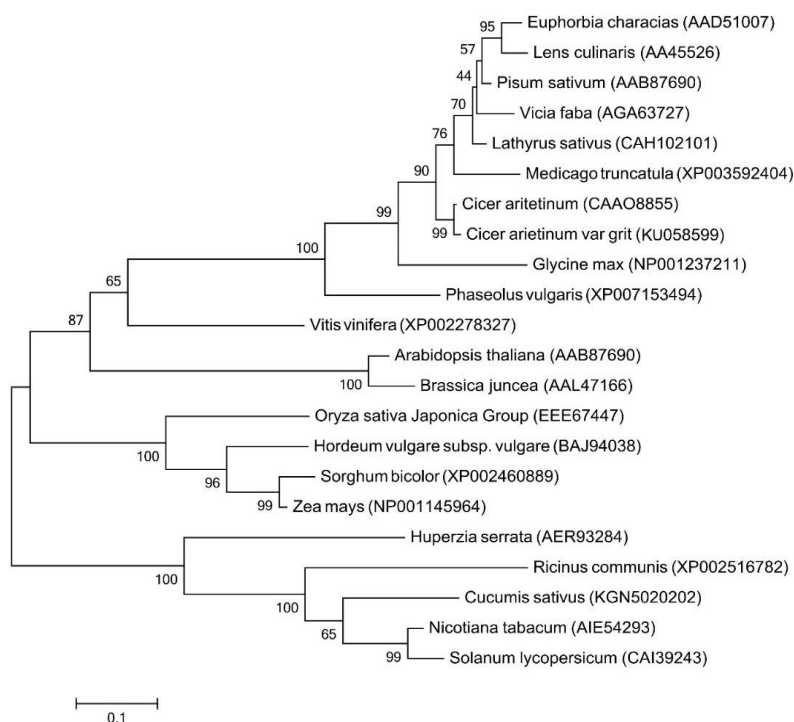 95 Euphorbia characias (AAD51007)
Lens culinaris (AA45526)
57
Pisum sativum (AAB87690)
44
Vicia faba (AGA63727)
70
Lathyrus sativus (CAH102101)
76
Medicago truncatula (XP003592404)
90
Cicer aritetinum (CAAO8855)
99 Cicer arietinum var grit (KU058599)
99
Glycine max (NP001237211)
100
Phaseolus vulgaris (XP007153494)
65
Vitis vinifera (XP002278327)
87
Arabidopsis thaliana (AAB87690)
100 Brassica juncea (AAL47166)
Oryza sativa Japonica Group (EEE67447)
100
Hordeum vulgare subsp. vulgare (BAJ94038)
96
Sorghum bicolor (XP002460889)
99 Zea mays (NP001145964)
Huperzia serrata (AER93284)
100
Ricinus communis (XP002516782)
100
Cucumis sativus (KGN5020202)
65
Nicotiana tabacum (AIE54293)
99 Solanum lycopersicum (CAI39243)
0.1